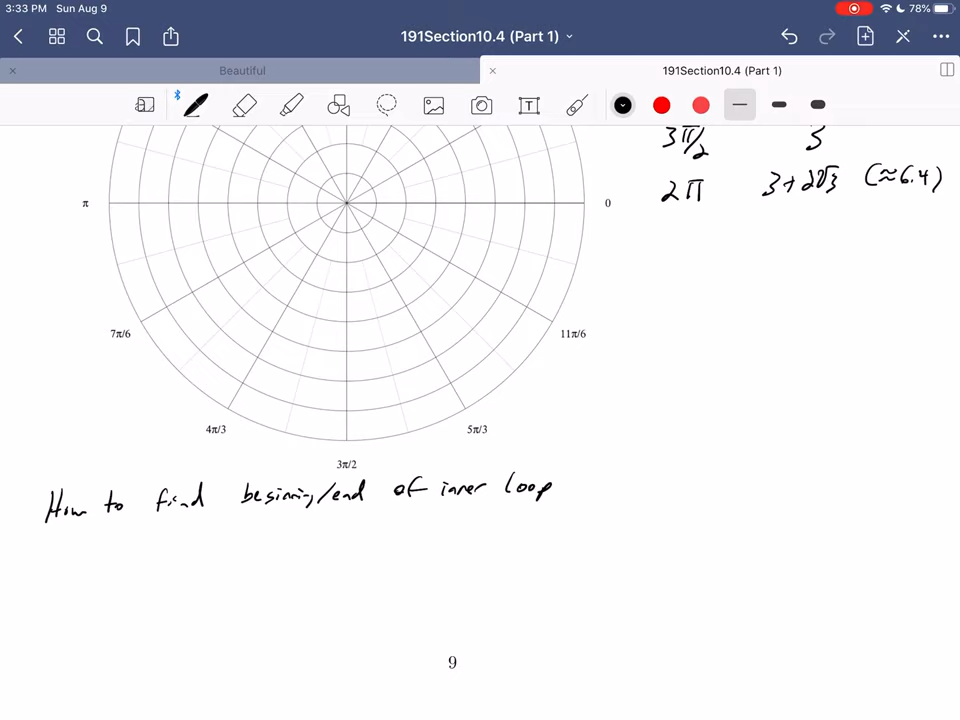 3:33 PM Sun Aug 9
78%
191Section10.4 (Part 1)
Beautiful
191Section10.4 (Part 1)
T
3π/2 3
2π 3+2√3 (≈6.4)
π
0
7π/6
11π/6
4π/3
5π/3
3π/2
How to find beginning/end of inner loop
9